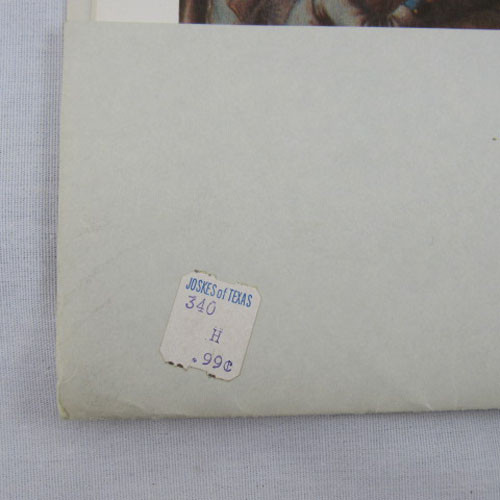 JOSKES of TEXAS
340
H
.99¢